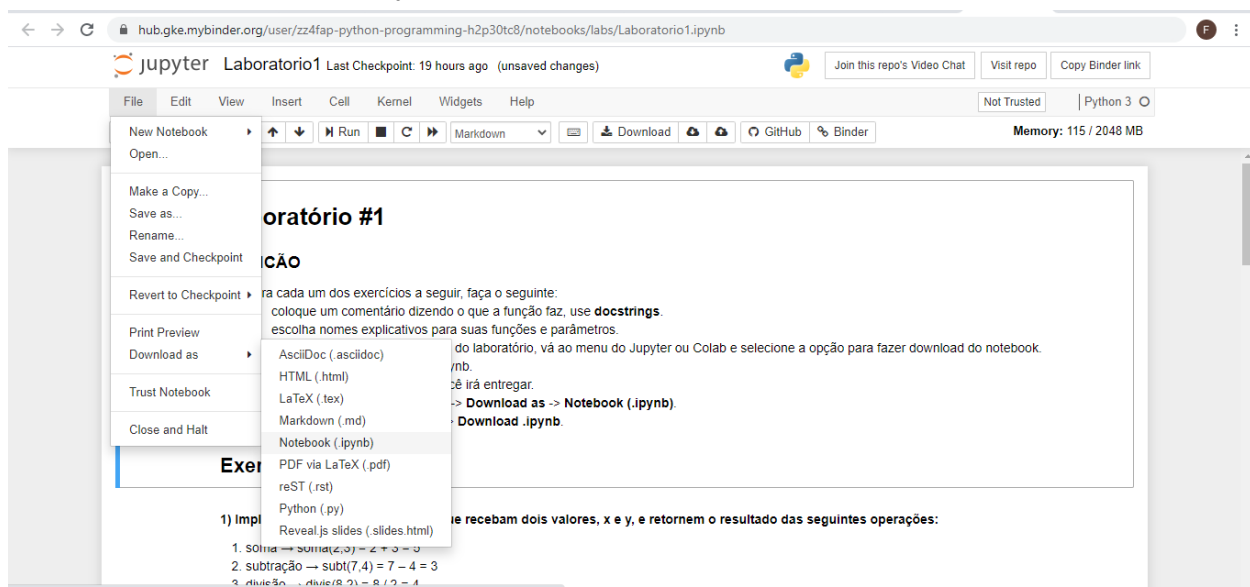 hub.gke.mybinder.org/user/zz4fap-python-programming-h2p30tc8/notebooks/labs/Laboratorio1.ipynb F
jupyter Laboratorio1 Last Checkpoint: 19 hours ago (unsaved changes) Join this repo's Video Chat Visit repo Copy Binder link
File Edit View Insert Cell Kernel Widgets Help Not Trusted Python 3
Run Markdown Download GitHub Binder Memory: 115 / 2048 MB
New Notebook
Open...
Make a Copy...
Save as...
Rename...
Save and Checkpoint
Revert to Checkpoint
Print Preview
Download as
Trust Notebook
Close and Halt
AsciiDoc (.asciidoc)
HTML (.html)
LaTeX (.tex)
Markdown (.md)
Notebook (.ipynb)
PDF via LaTeX (.pdf)
reST (.rst)
Python (.py)
Reveal.js slides (.slides.html)
oratório #1
ra cada um dos exercícios a seguir, faça o seguinte:
coloque um comentário dizendo o que a função faz, use docstrings.
escolha nomes explicativos para suas funções e parâmetros.
do laboratório, vá ao menu do Jupyter ou Colab e selecione a opção para fazer download do notebook.
ynb.
cê irá entregar.
-> Download as -> Notebook (.ipynb).
Download .ipynb.
Exer
1) Impl ue recebam dois valores, x e y, e retornem o resultado das seguintes operações:
1. soma → soma(2,3) = 2 + 3 = 5
2. subtração → subt(7,4) = 7 – 4 = 3
3. divisão → divis(8,2) = 8 / 2 = 4